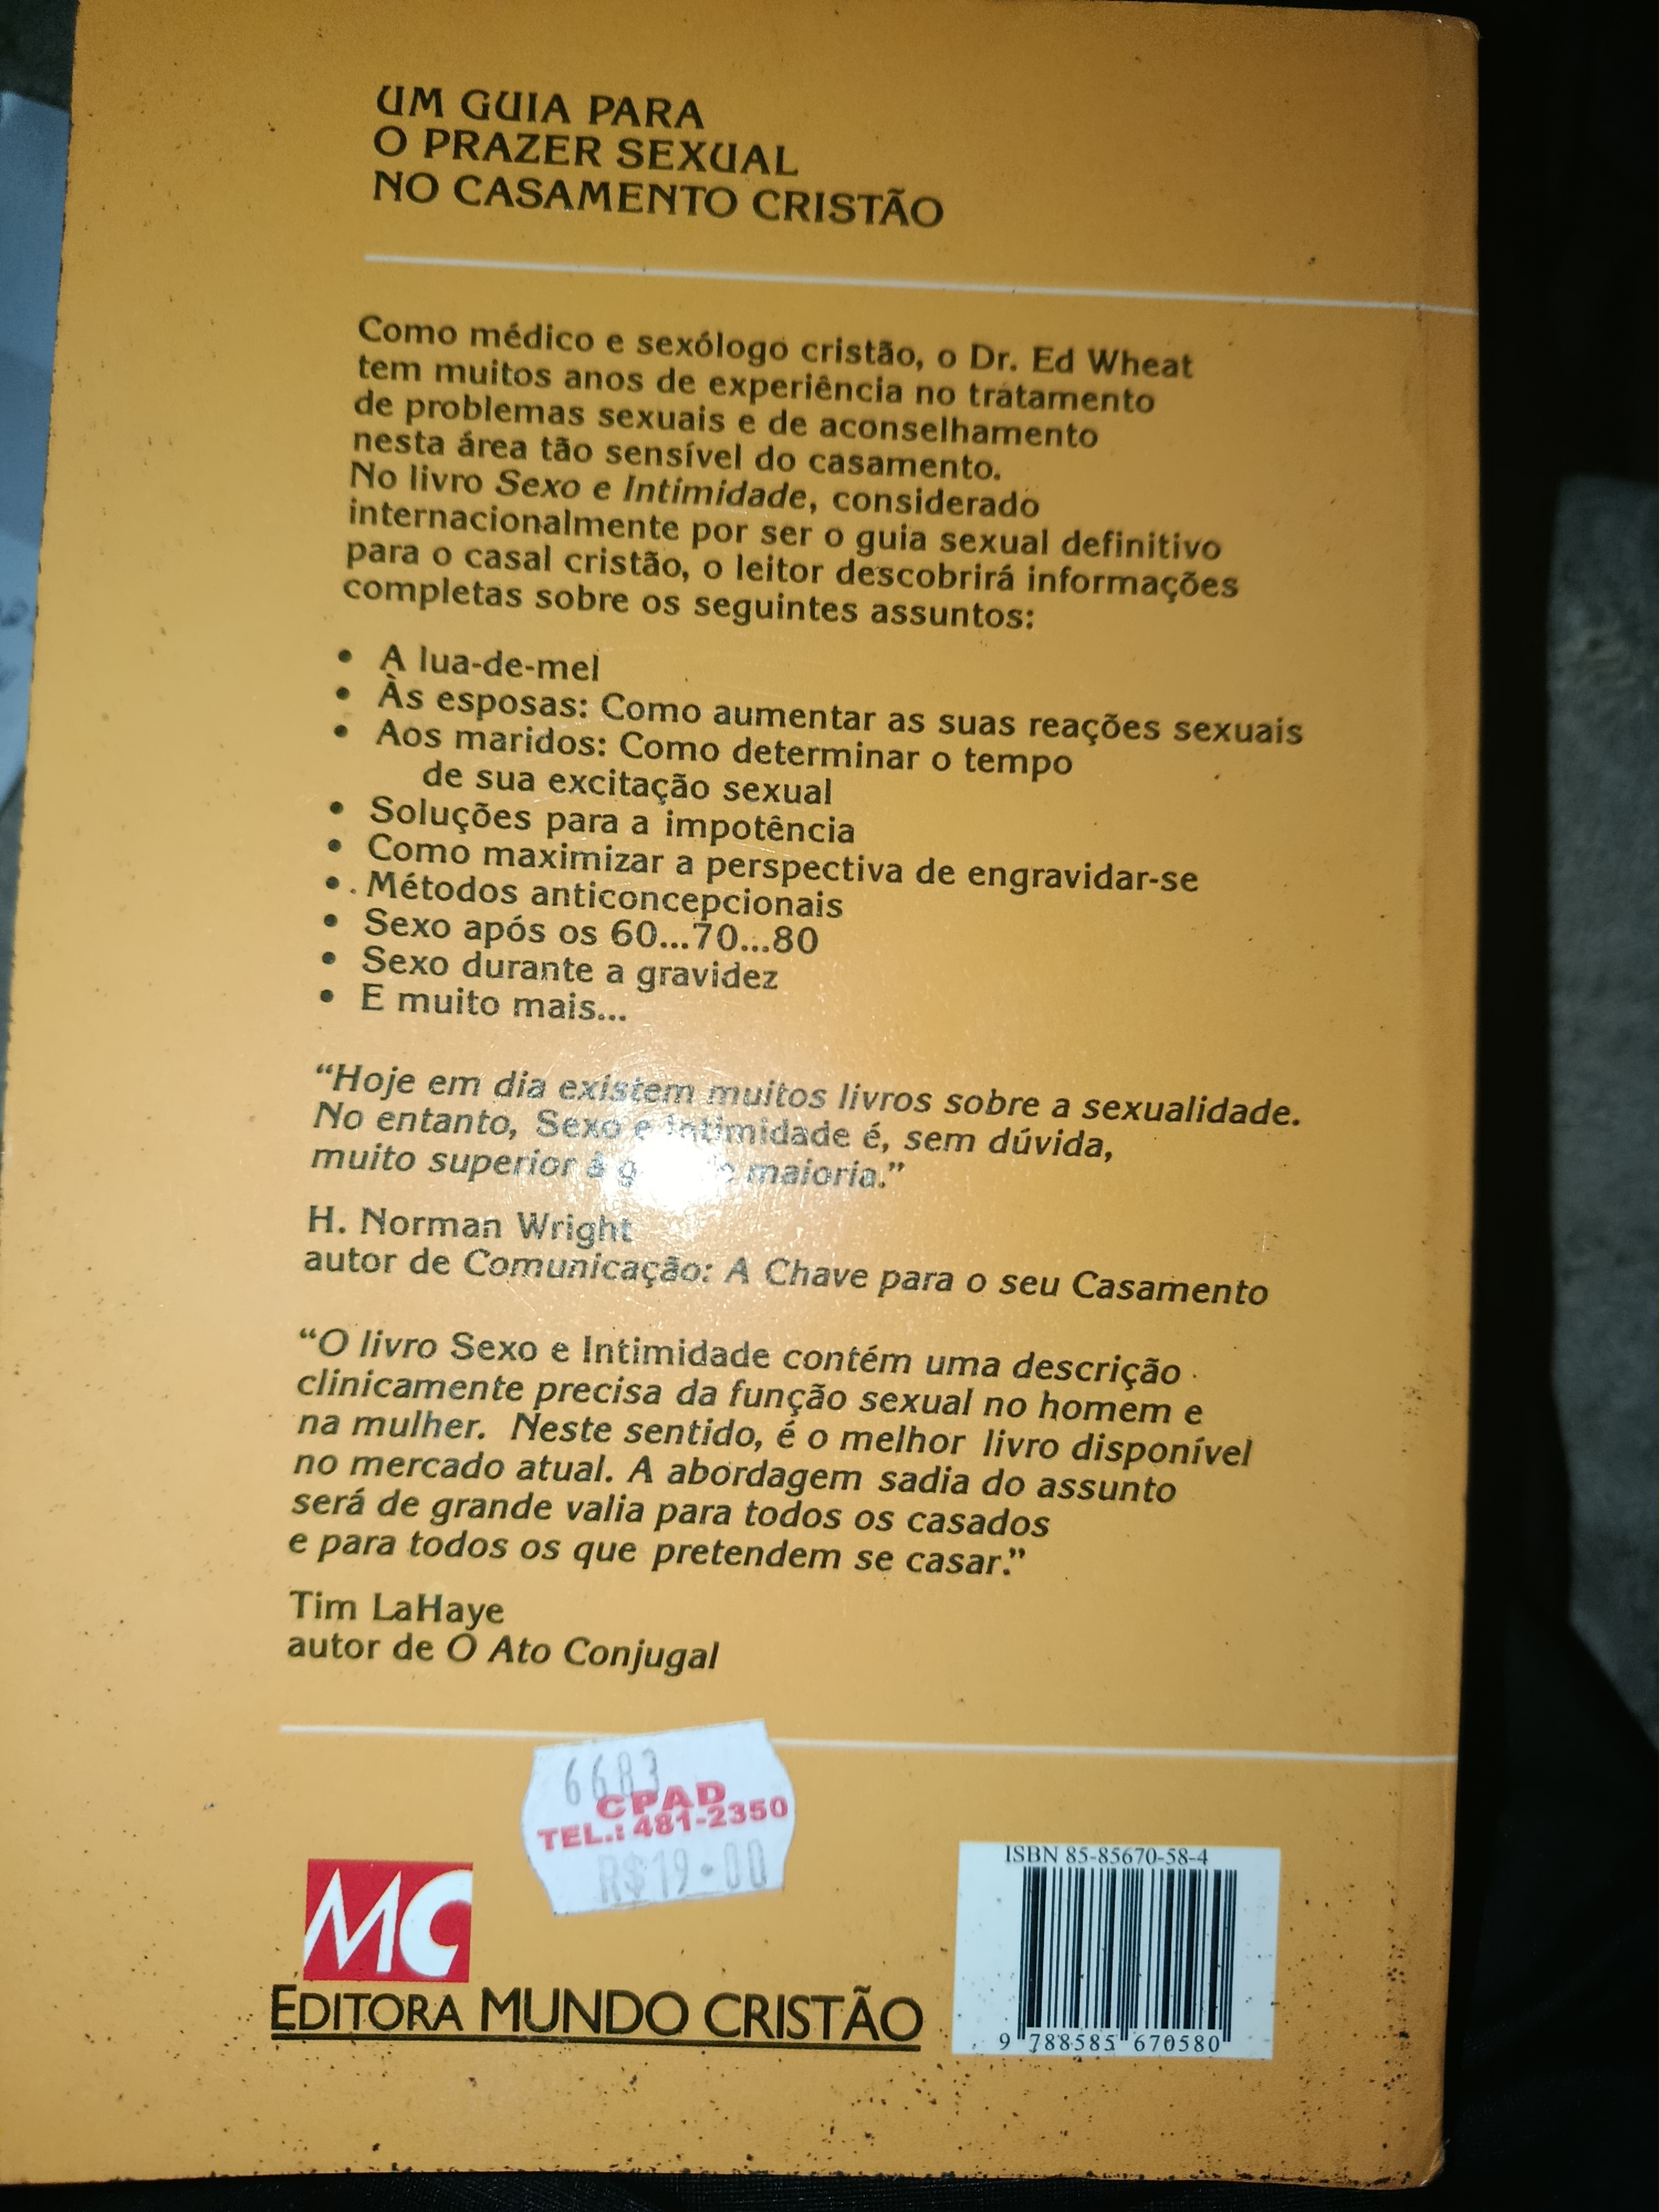 UM GUIA PARA
O PRAZER SEXUAL
NO CASAMENTO CRISTÃO
Como médico e sexólogo cristão, o Dr. Ed Wheat
tem muitos anos de experiência no tratamento
de problemas sexuais e de aconselhamento
nesta área tão sensível do casamento.
No livro Sexo e Intimidade, considerado
internacionalmente por ser o guia sexual definitivo
para o casal cristão, o leitor descobrirá informações
completas sobre os seguintes assuntos:
• A lua-de-mel
• Às esposas: Como aumentar as suas reações sexuais
• Aos maridos: Como determinar o tempo
de sua excitação sexual
• Soluções para a impotência
• Como maximizar a perspectiva de engravidar-se
• Métodos anticoncepcionais
• Sexo após os 60...70...80
• Sexo durante a gravidez
• E muito mais...
“Hoje em dia existem muitos livros sobre a sexualidade.
No entanto, Sexo e Intimidade é, sem dúvida,
muito superior à maioria.”
H. Norman Wright
autor de Comunicação: A Chave para o seu Casamento
“O livro Sexo e Intimidade contém uma descrição
clinicamente precisa da função sexual no homem e
na mulher. Neste sentido, é o melhor livro disponível
no mercado atual. A abordagem sadia do assunto
será de grande valia para todos os casados
e para todos os que pretendem se casar.”
Tim LaHaye
autor de O Ato Conjugal
6683
CPAD
TEL.: 481-2350
R$19.00
MC
EDITORA MUNDO CRISTÃO
ISBN 85-85670-58-4
9 788585 670580